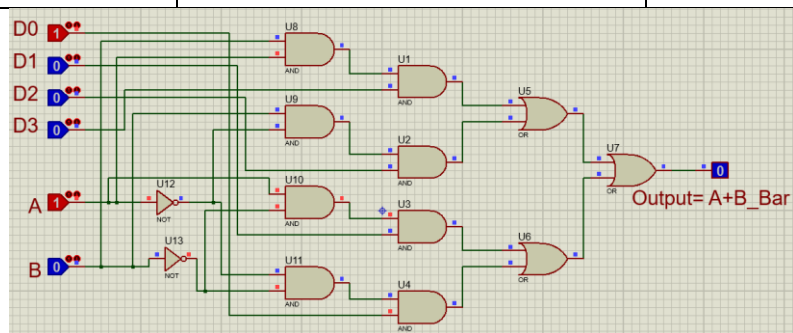 D0 1
D1 0
D2 0
D3 0
A 1
B 0
U8
AND
U9
AND
U12
NOT
U10
AND
U13
NOT
U11
AND
U1
AND
U2
AND
U3
AND
U4
AND
U5
OR
U6
OR
U7
OR
0
Output= A+B_Bar